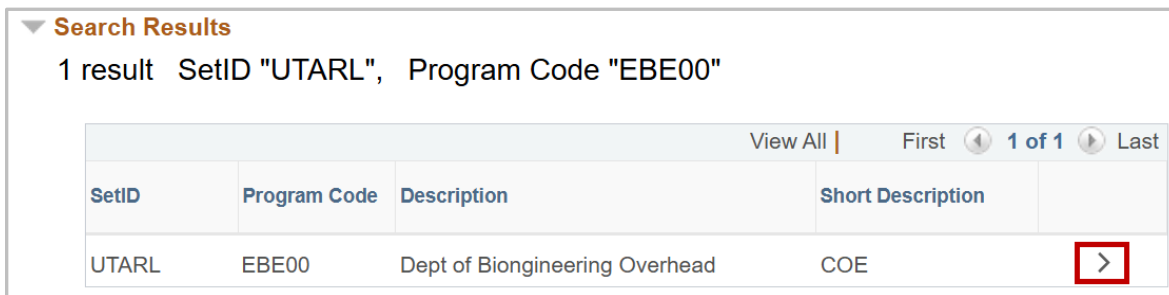 Search Results
1 result SetID "UTARL", Program Code "EBE00"
View All | First 1 of 1 Last
SetID Program Code Description Short Description
UTARL EBE00 Dept of Biongineering Overhead COE